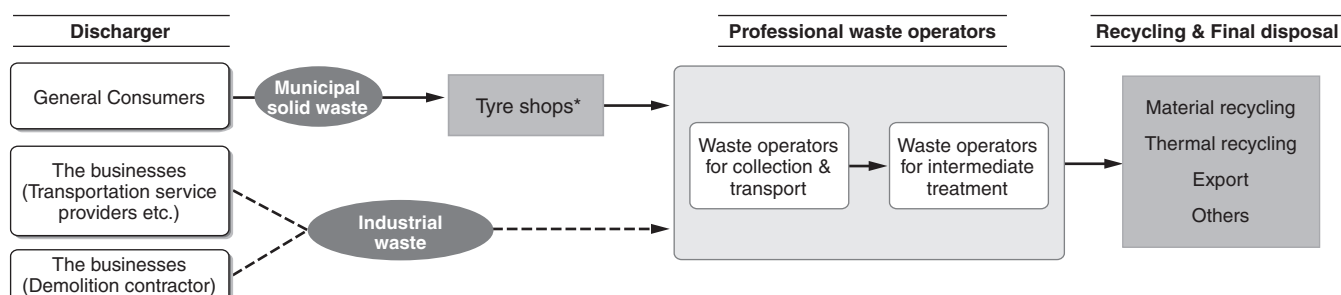 Discharger
Professional waste operators
Recycling & Final disposal
General Consumers
Municipal
solid waste
Tyre shops*
Waste operators
for collection &
transport
Waste operators
for intermediate
treatment
Material recycling
Thermal recycling
Export
Others
The businesses
(Transportation service
providers etc.)
Industrial
waste
The businesses
(Demolition contractor)